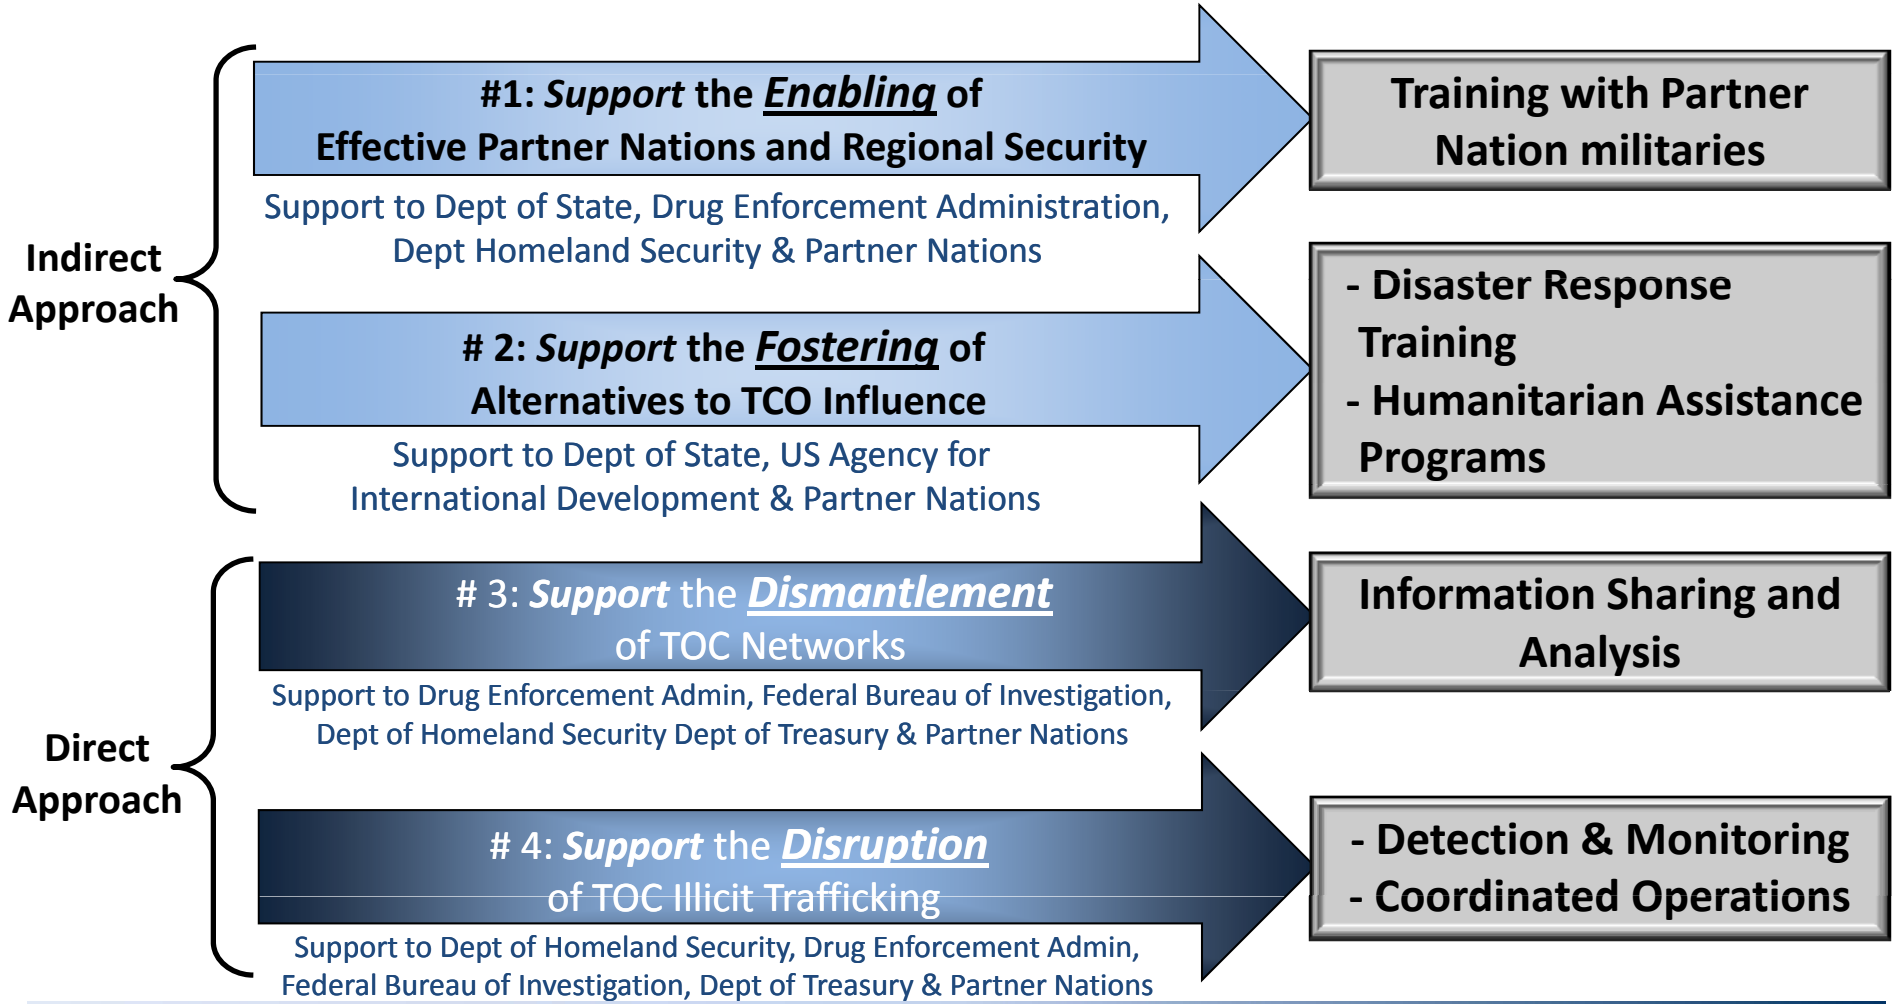 Indirect
Approach
#1: Support the Enabling of
Effective Partner Nations and Regional Security
Support to Dept of State, Drug Enforcement Administration,
Dept Homeland Security & Partner Nations
Training with Partner
Nation militaries
# 2: Support the Fostering of
Alternatives to TCO Influence
Support to Dept of State, US Agency for
International Development & Partner Nations
- Disaster Response
Training
- Humanitarian Assistance
Programs
Direct
Approach
# 3: Support the Dismantlement
of TOC Networks
Support to Drug Enforcement Admin, Federal Bureau of Investigation,
Dept of Homeland Security Dept of Treasury & Partner Nations
Information Sharing and
Analysis
# 4: Support the Disruption
of TOC Illicit Trafficking
Support to Dept of Homeland Security, Drug Enforcement Admin,
Federal Bureau of Investigation, Dept of Treasury & Partner Nations
- Detection & Monitoring
- Coordinated Operations